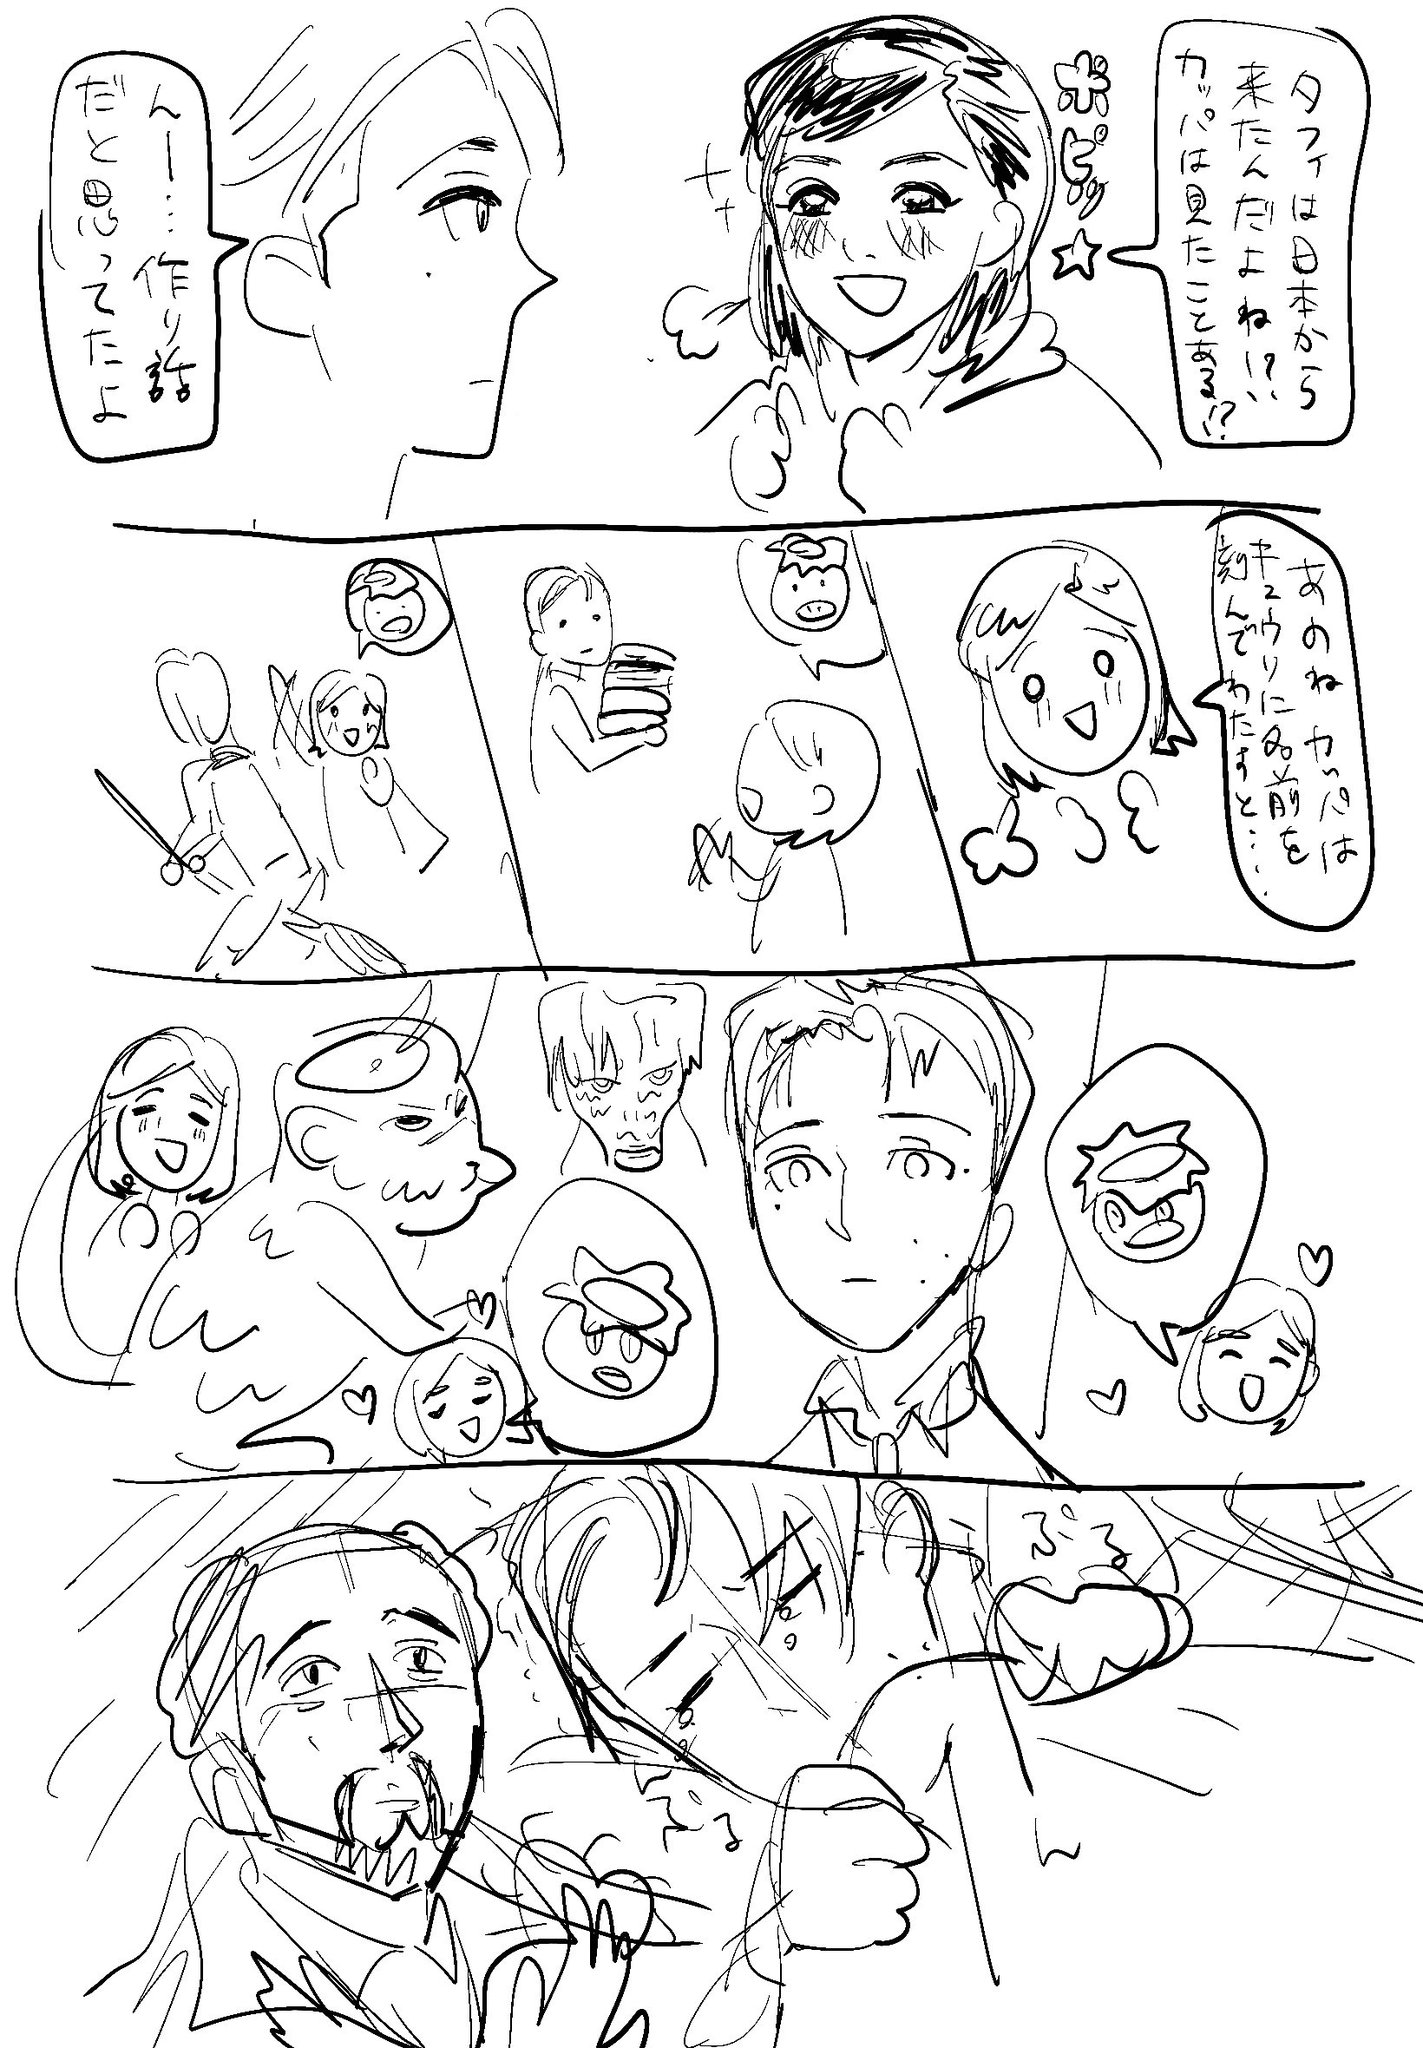 タフィは日本から
来たんだよね!?
カッパは見たことある!?
ポピッ☆
んー…作り話
だと思ってたよ
あのね カッパは
キュウリに名前を
刻んでわたすと…
ぷる
ぷる